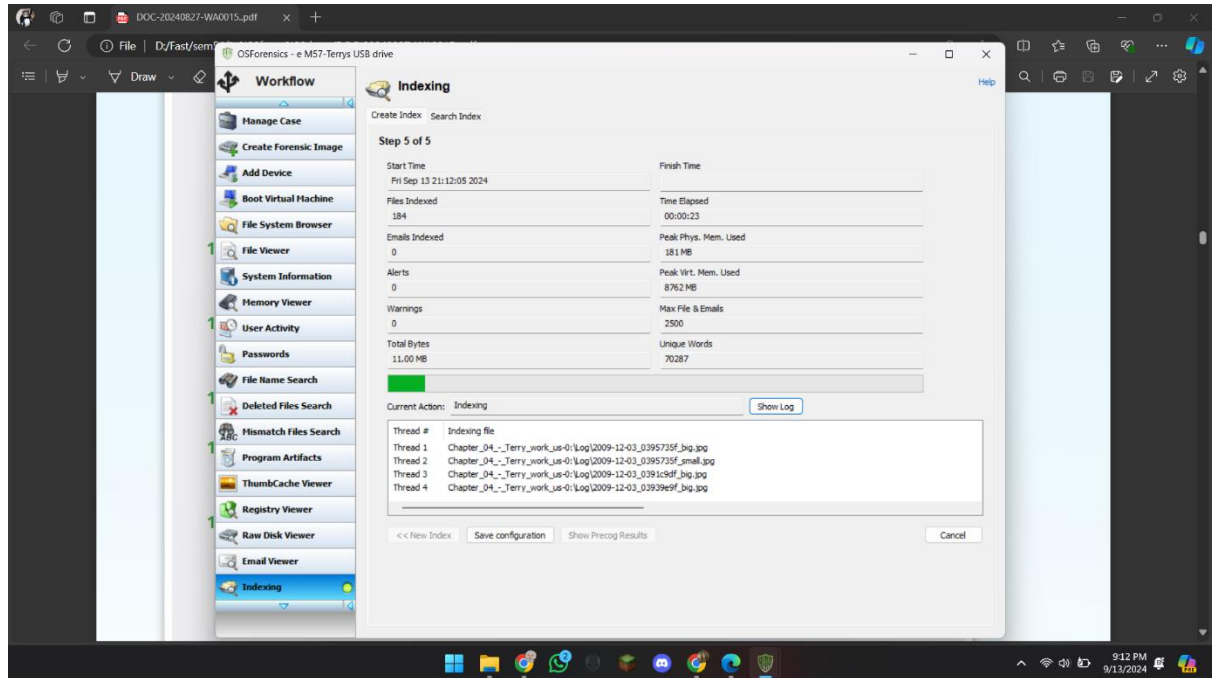 DOC-20240827-WA0015..pdf
File D:/Fast/sem
Draw
OSForensics - e M57-Terrys USB drive
Workflow
Manage Case
Create Forensic Image
Add Device
Boot Virtual Machine
File System Browser
1 File Viewer
System Information
Memory Viewer
1 User Activity
Passwords
File Name Search
1 Deleted Files Search
Mismatch Files Search
1 Program Artifacts
ThumbCache Viewer
Registry Viewer
1 Raw Disk Viewer
Email Viewer
Indexing
Indexing
Help
Create Index Search Index
Step 5 of 5
Start Time Finish Time
Fri Sep 13 21:12:05 2024
Files Indexed Time Elapsed
184 00:00:23
Emails Indexed Peak Phys. Mem. Used
0 181 MB
Alerts Peak Virt. Mem. Used
0 8762 MB
Warnings Max File & Emails
0 2500
Total Bytes Unique Words
11.00 MB 70287
Current Action: Indexing Show Log
Thread # Indexing file
Thread 1 Chapter_04_-_Terry_work_us-0:\Log\2009-12-03_0395735f_big.jpg
Thread 2 Chapter_04_-_Terry_work_us-0:\Log\2009-12-03_0395735f_small.jpg
Thread 3 Chapter_04_-_Terry_work_us-0:\Log\2009-12-03_0391c9df_big.jpg
Thread 4 Chapter_04_-_Terry_work_us-0:\Log\2009-12-03_03939e9f_big.jpg
<< New Index Save configuration Show Precog Results Cancel
2
9:12 PM
9/13/2024